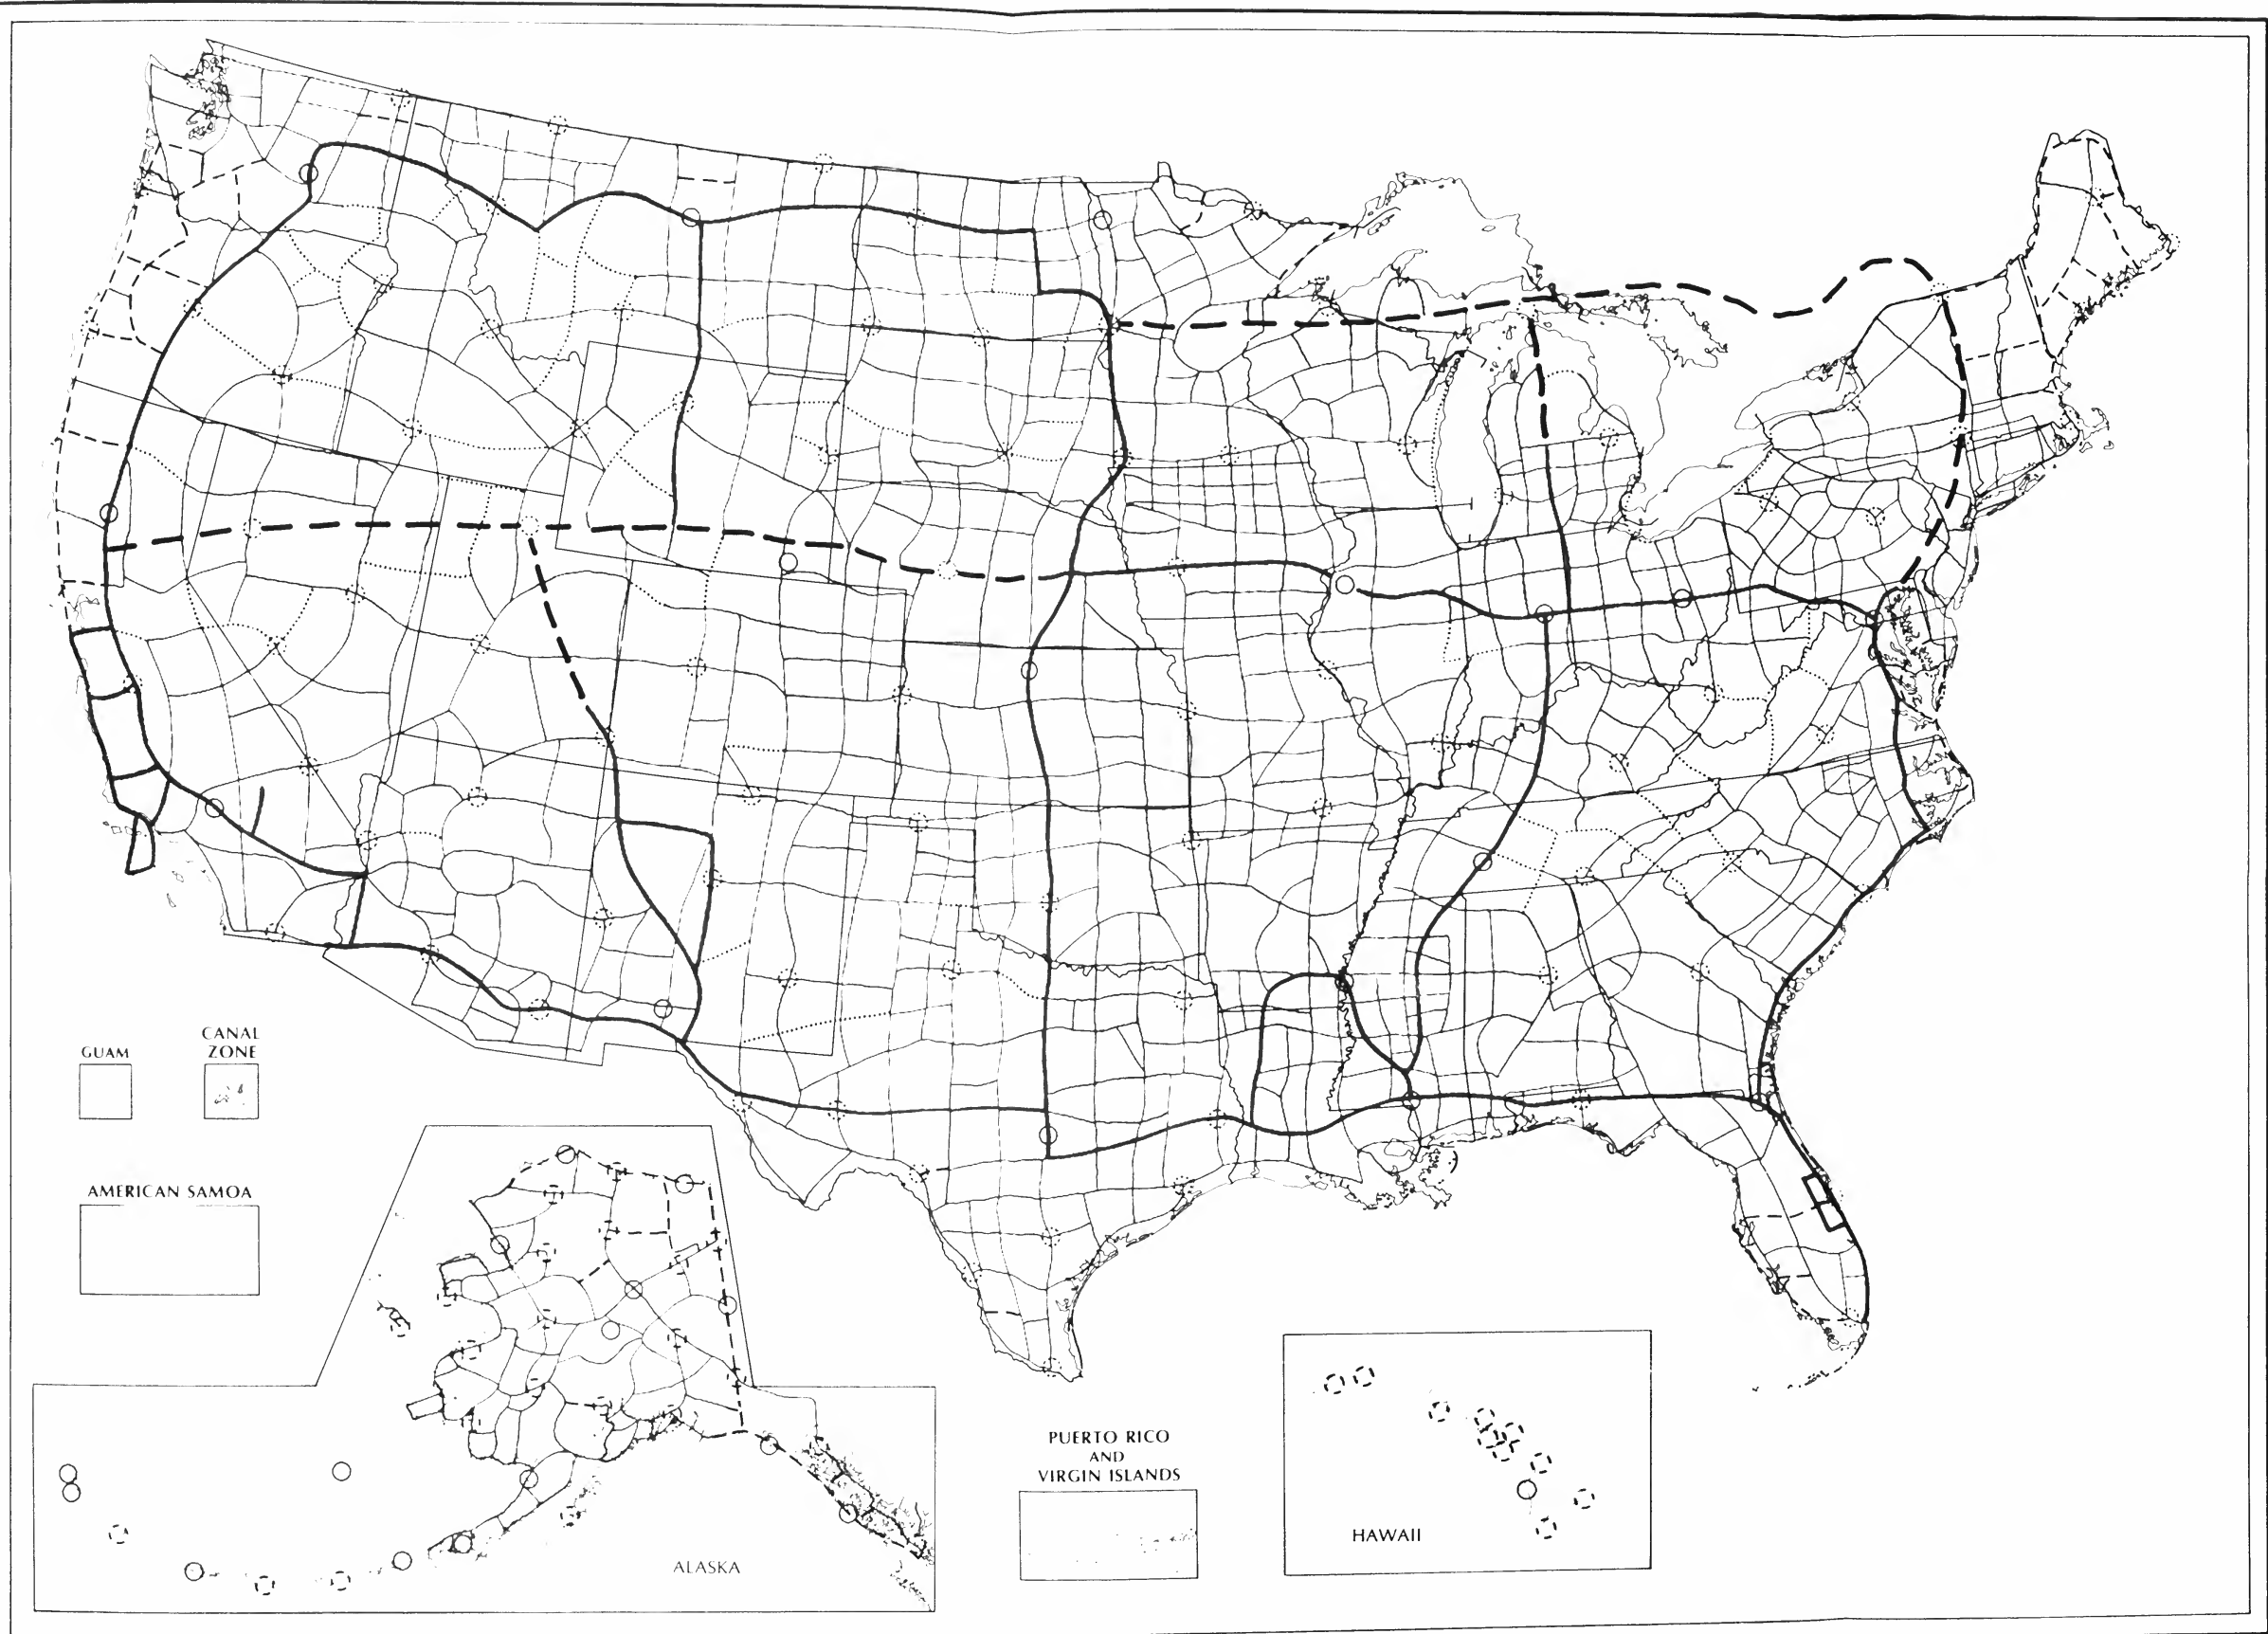 GUAM
CANAL
ZONE
AMERICAN SAMOA
ALASKA
PUERTO RICO
AND
VIRGIN ISLANDS
HAWAII